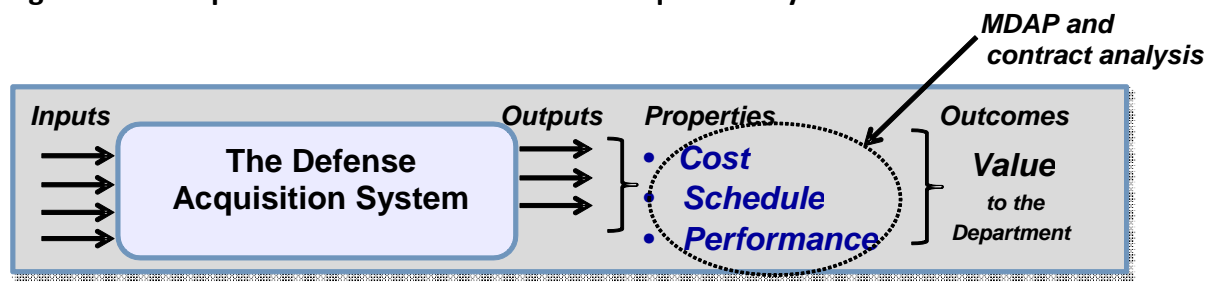 MDAP and
contract analysis
Inputs
Outputs
Properties
Outcomes
The Defense
Acquisition System
• Cost
• Schedule
• Performance
Value
to the
Department